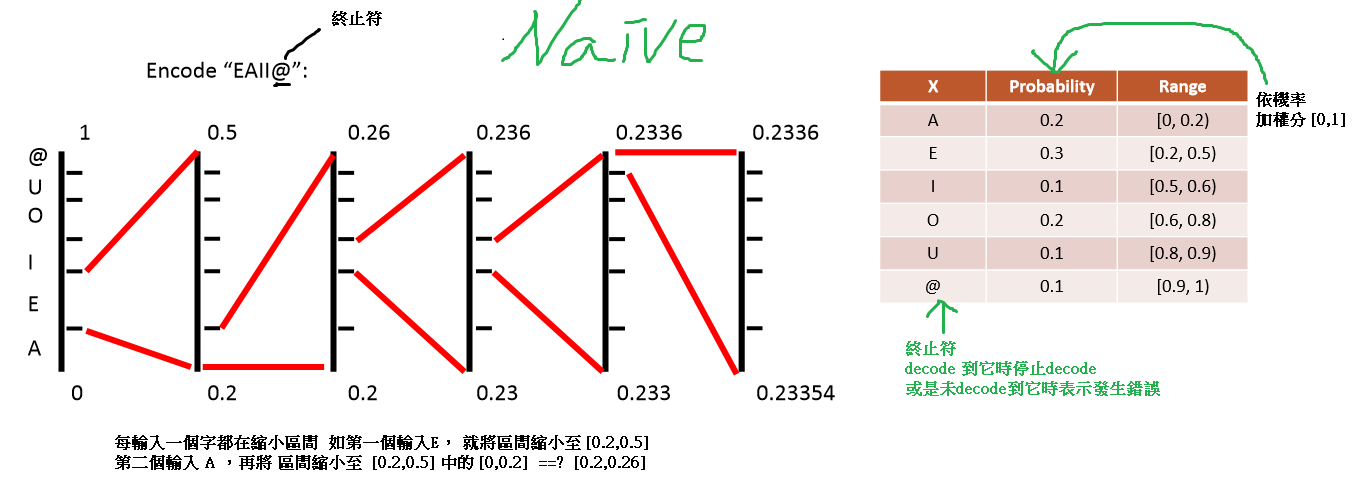 終止符
Naive
Encode “EAII@”:
1 0.5 0.26 0.236 0.2336 0.2336
@
U
O
I
E
A
0 0.2 0.2 0.23 0.233 0.23354
每輸入一個字都在縮小區間 如第一個輸入E， 就將區間縮小至 [0.2,0.5]
第二個輸入 A ，再將 區間縮小至 [0.2,0.5] 中的 [0,0.2] ==? [0.2,0.26]
X Probability Range
A 0.2 [0, 0.2)
E 0.3 [0.2, 0.5)
I 0.1 [0.5, 0.6)
O 0.2 [0.6, 0.8)
U 0.1 [0.8, 0.9)
@ 0.1 [0.9, 1)
依機率
加權分 [0,1]
終止符
decode 到它時停止decode
或是未decode到它時表示發生錯誤